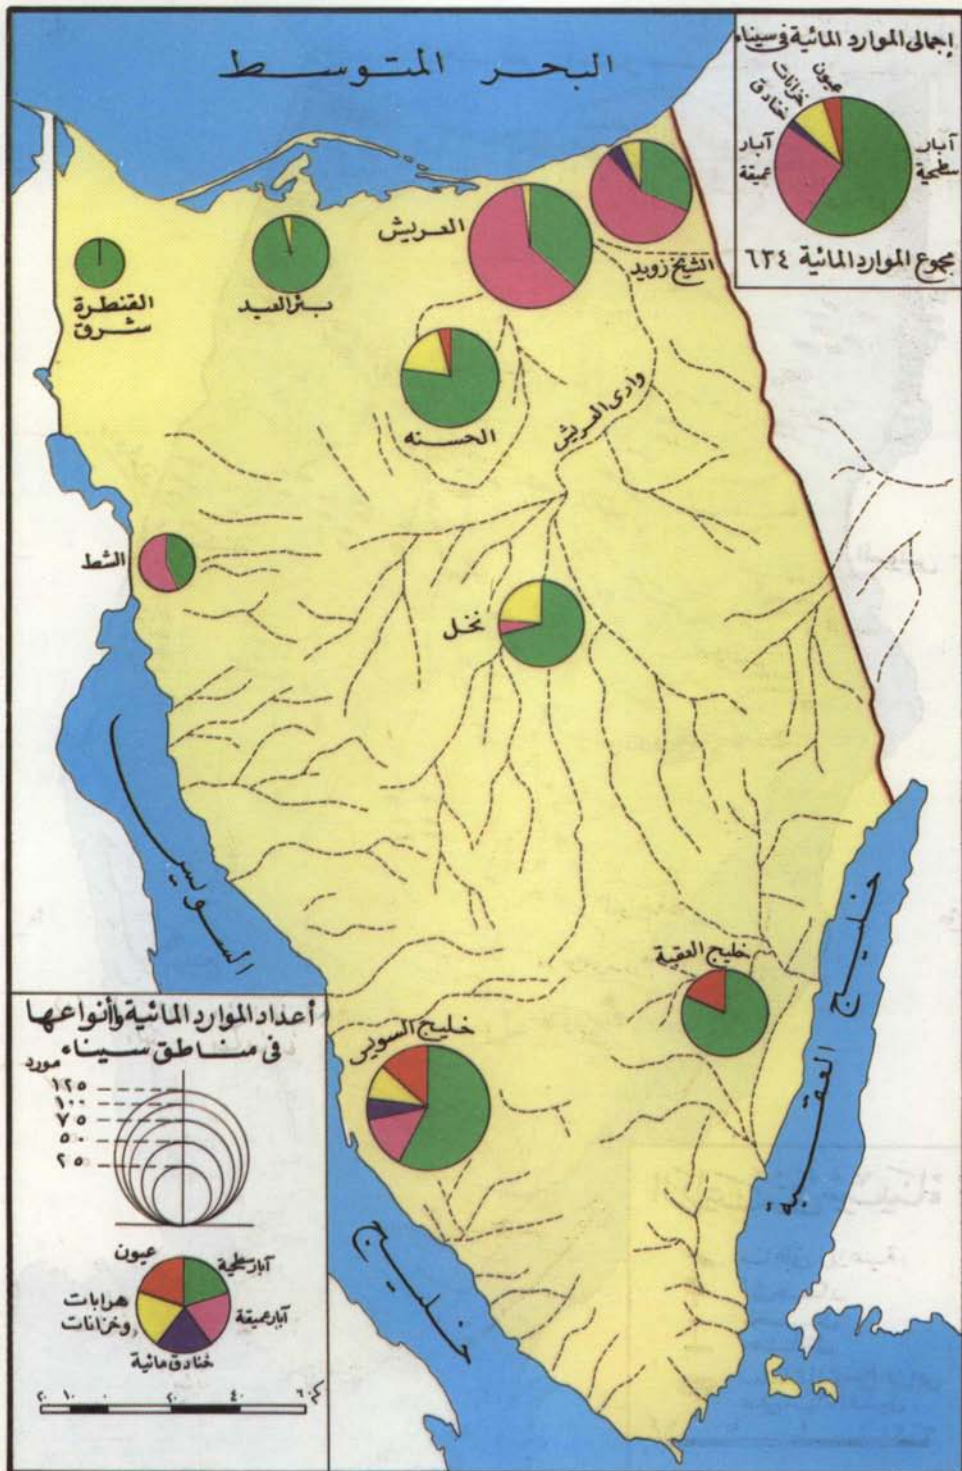 إجمالى الموارد المائية فى سيناء
عيون
خزانات
خنادق
آبار
عميقة
آبار
سطحية
مجموع الموارد المائية ٦٣٤
البحر المتوسط
العريش
الشيخ زويد
بئر العبد
القنطرة
شرق
الحسنه
وادى العريش
الشط
نخل
خليج العقبة
خليج السويس
خليج السويس
خليج العقبة
أعداد الموارد المائية وأنواعها
فى مناطق سيناء
مورد
١٢٥
١٠٠
٧٥
٥٠
٢٥
عيون
آبار سطحية
هرابات
وخزانات
آبار عميقة
خنادق مائية
٢٠ ١٠ ٠ ٢٠ ٤٠ ٦٠ كم